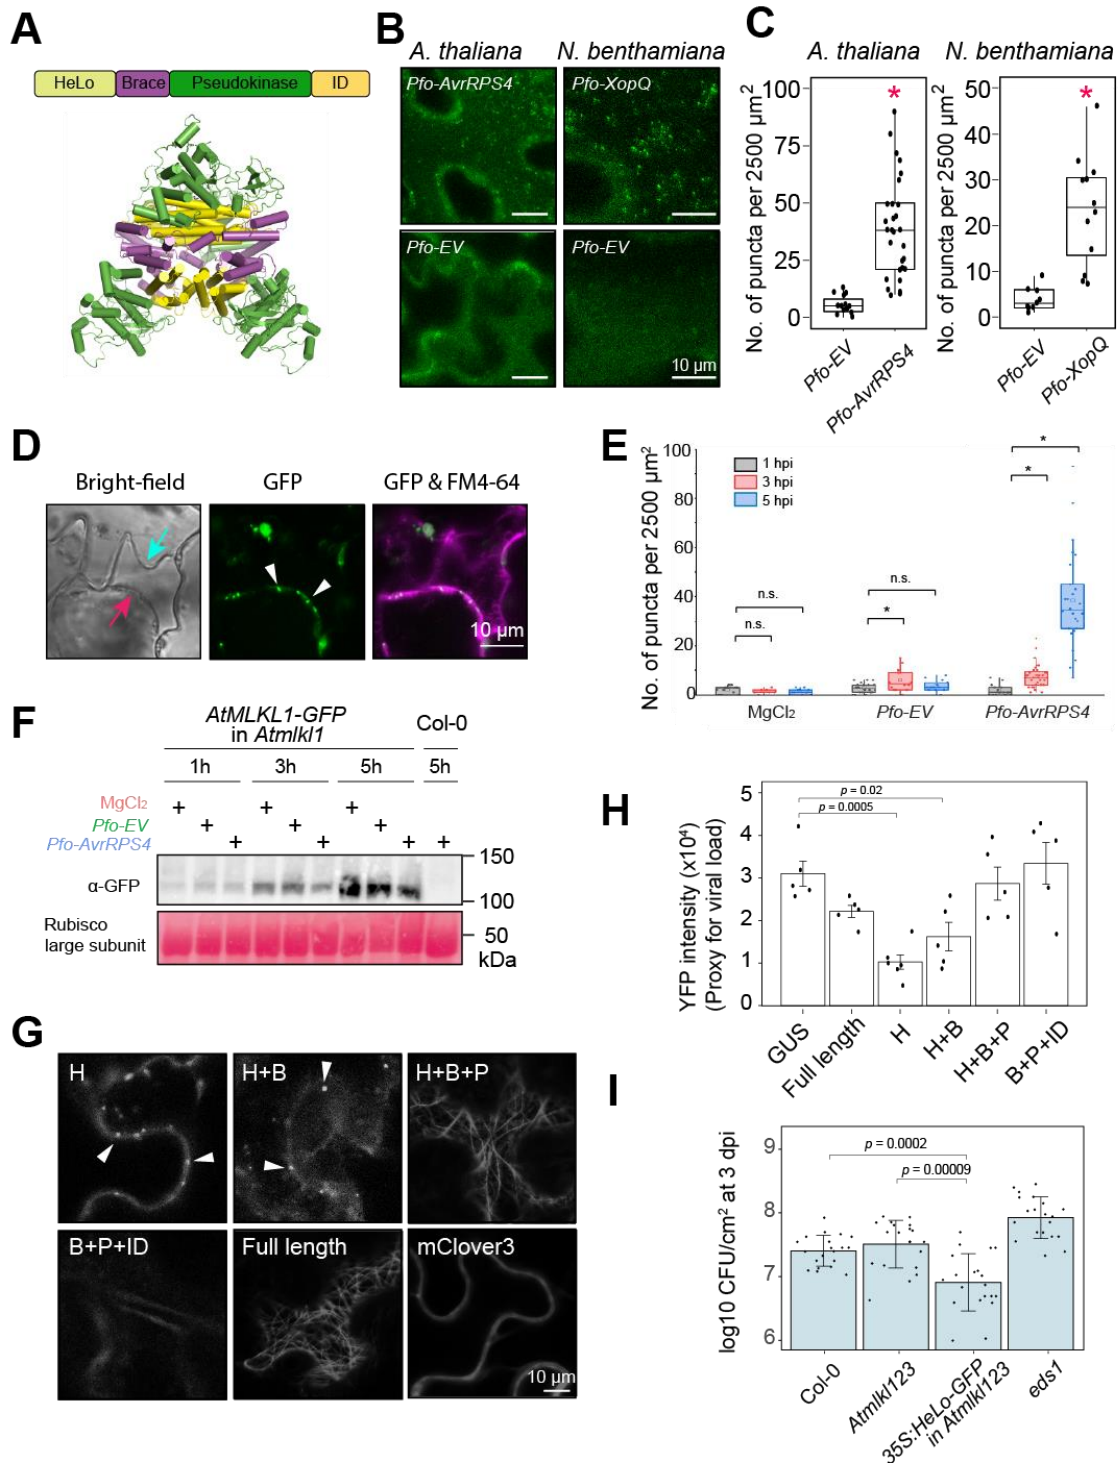 A
HeLo Brace Pseudokinase ID
B
A. thaliana N. benthamiana
Pfo-AvrRPS4 Pfo-XopQ
Pfo-EV Pfo-EV
10 µm
C
A. thaliana N. benthamiana
No. of puncta per 2500 µm²
100
75
50
25
0
*
Pfo-EV
Pfo-AvrRPS4
No. of puncta per 2500 µm²
50
40
30
20
10
0
*
Pfo-EV
Pfo-XopQ
D
Bright-field GFP GFP & FM4-64
10 µm
E
No. of puncta per 2500 µm²
100
80
60
40
20
0
1 hpi
3 hpi
5 hpi
n.s.
n.s.
n.s.
*
*
*
MgCl₂ Pfo-EV Pfo-AvrRPS4
F
AtMLKL1-GFP
in Atmlkl1
Col-0
1h 3h 5h 5h
MgCl₂ + + +
Pfo-EV + + +
Pfo-AvrRPS4 + + + +
α-GFP
150
100
Rubisco
large subunit
50
kDa
G
H H+B H+B+P
B+P+ID Full length mClover3
10 µm
H
YFP intensity (x10⁴)
(Proxy for viral load)
5
4
3
2
1
0
p = 0.02
p = 0.0005
GUS
Full length
H
H+B
H+B+P
B+P+ID
I
log10 CFU/cm² at 3 dpi
9
8
7
6
p = 0.0002
p = 0.00009
Col-0
Atmlkl123
35S:HeLo-GFP
in Atmlkl123
eds1